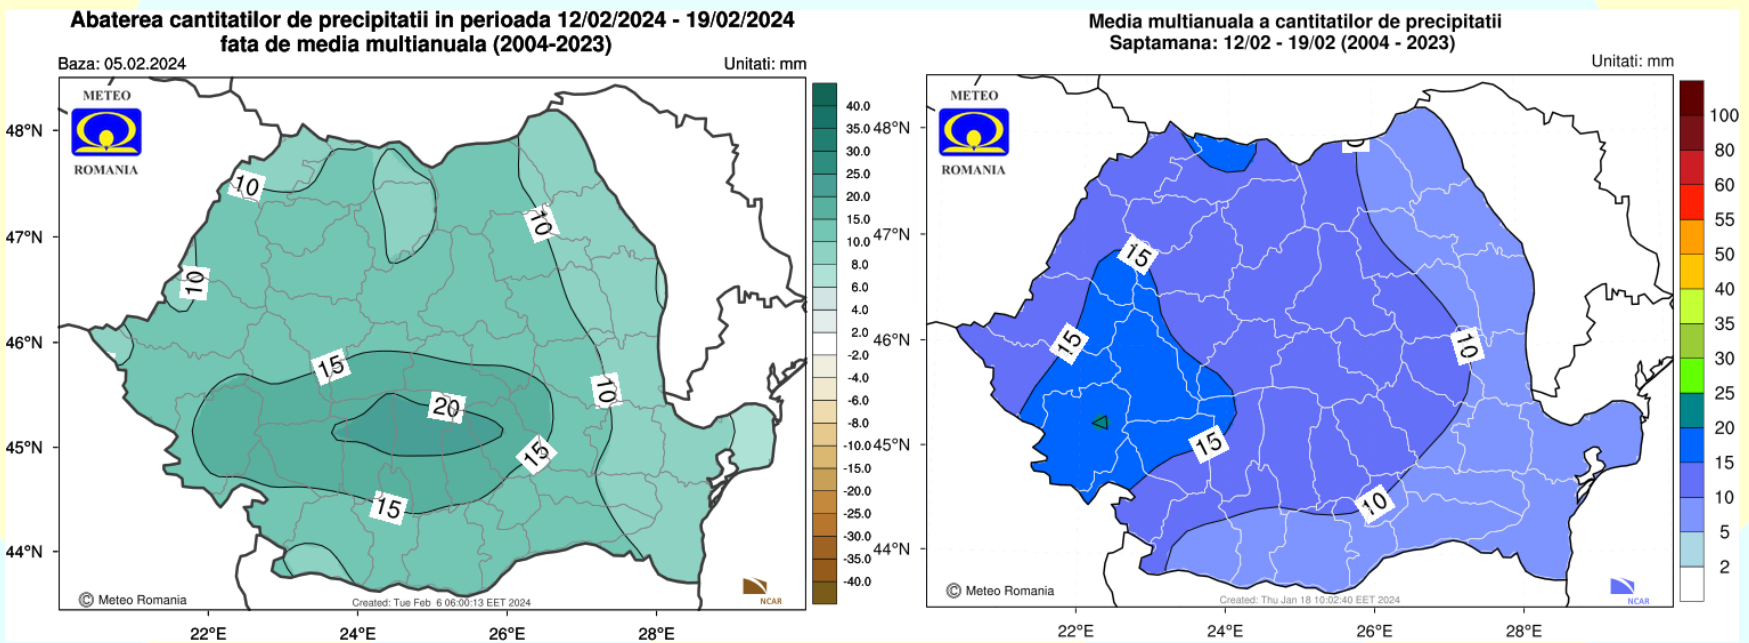 Abaterea cantitatilor de precipitatii in perioada 12/02/2024 - 19/02/2024
fata de media multianuala (2004-2023)
Baza: 05.02.2024
Unitati: mm
METEO
ROMANIA
48°N
47°N
46°N
45°N
44°N
10
10
10
15
20
10
15
15
40.0
35.0
30.0
25.0
20.0
15.0
10.0
8.0
6.0
4.0
2.0
-2.0
-4.0
-6.0
-8.0
-10.0
-15.0
-20.0
-25.0
-30.0
-35.0
-40.0
© Meteo Romania
Created: Tue Feb 6 06:00:13 EET 2024
NCAR
22°E
24°E
26°E
28°E
Media multianuala a cantitatilor de precipitatii
Saptamana: 12/02 - 19/02 (2004 - 2023)
Unitati: mm
METEO
ROMANIA
48°N
47°N
46°N
45°N
44°N
15
15
10
15
10
100
80
60
55
50
40
35
30
25
20
15
10
5
2
© Meteo Romania
Created: Thu Jan 18 10:02:40 EET 2024
NCAR
22°E
24°E
26°E
28°E